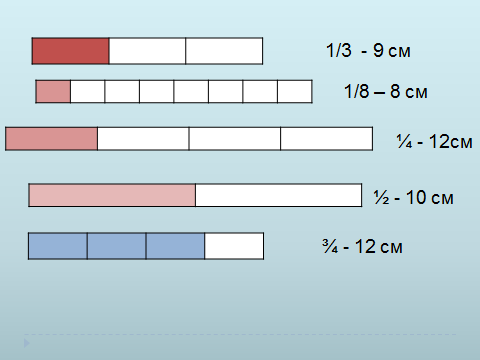 1/3 - 9 см
1/8 – 8 см
¼ - 12см
½ - 10 см
¾ - 12 см